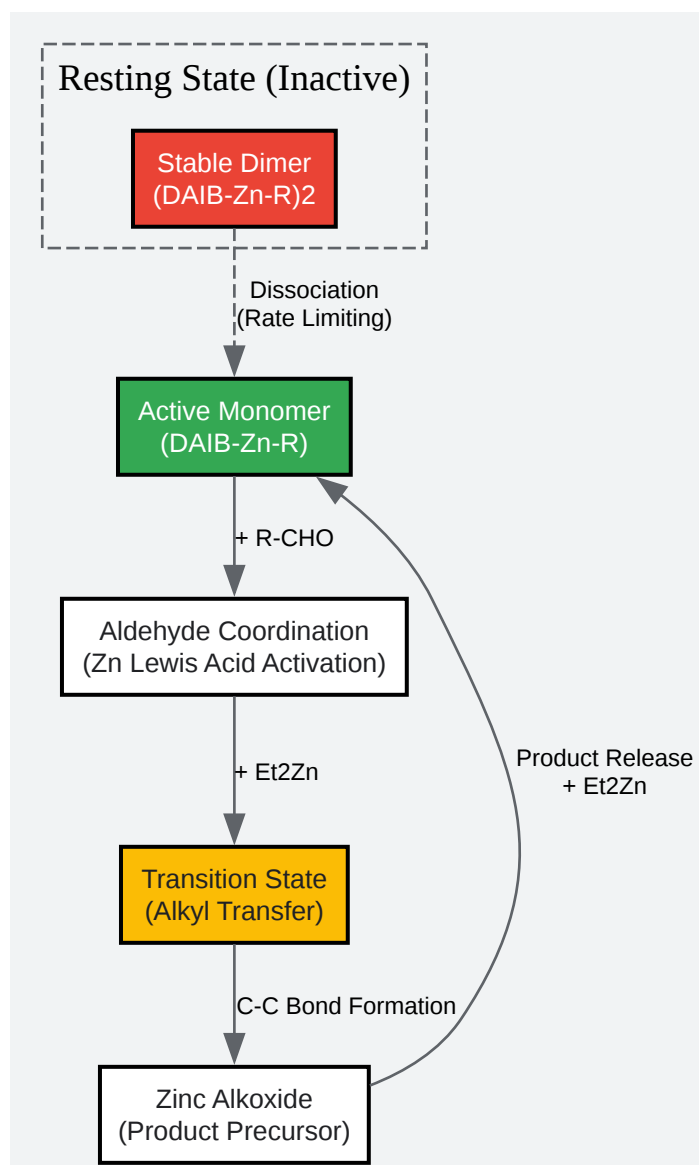 Resting State (Inactive)
Stable Dimer
(DAIB-Zn-R)2
Dissociation
(Rate Limiting)
Active Monomer
(DAIB-Zn-R)
+ R-CHO
Aldehyde Coordination
(Zn Lewis Acid Activation)
Product Release
+ Et2Zn
+ Et2Zn
Transition State
(Alkyl Transfer)
C-C Bond Formation
Zinc Alkoxide
(Product Precursor)